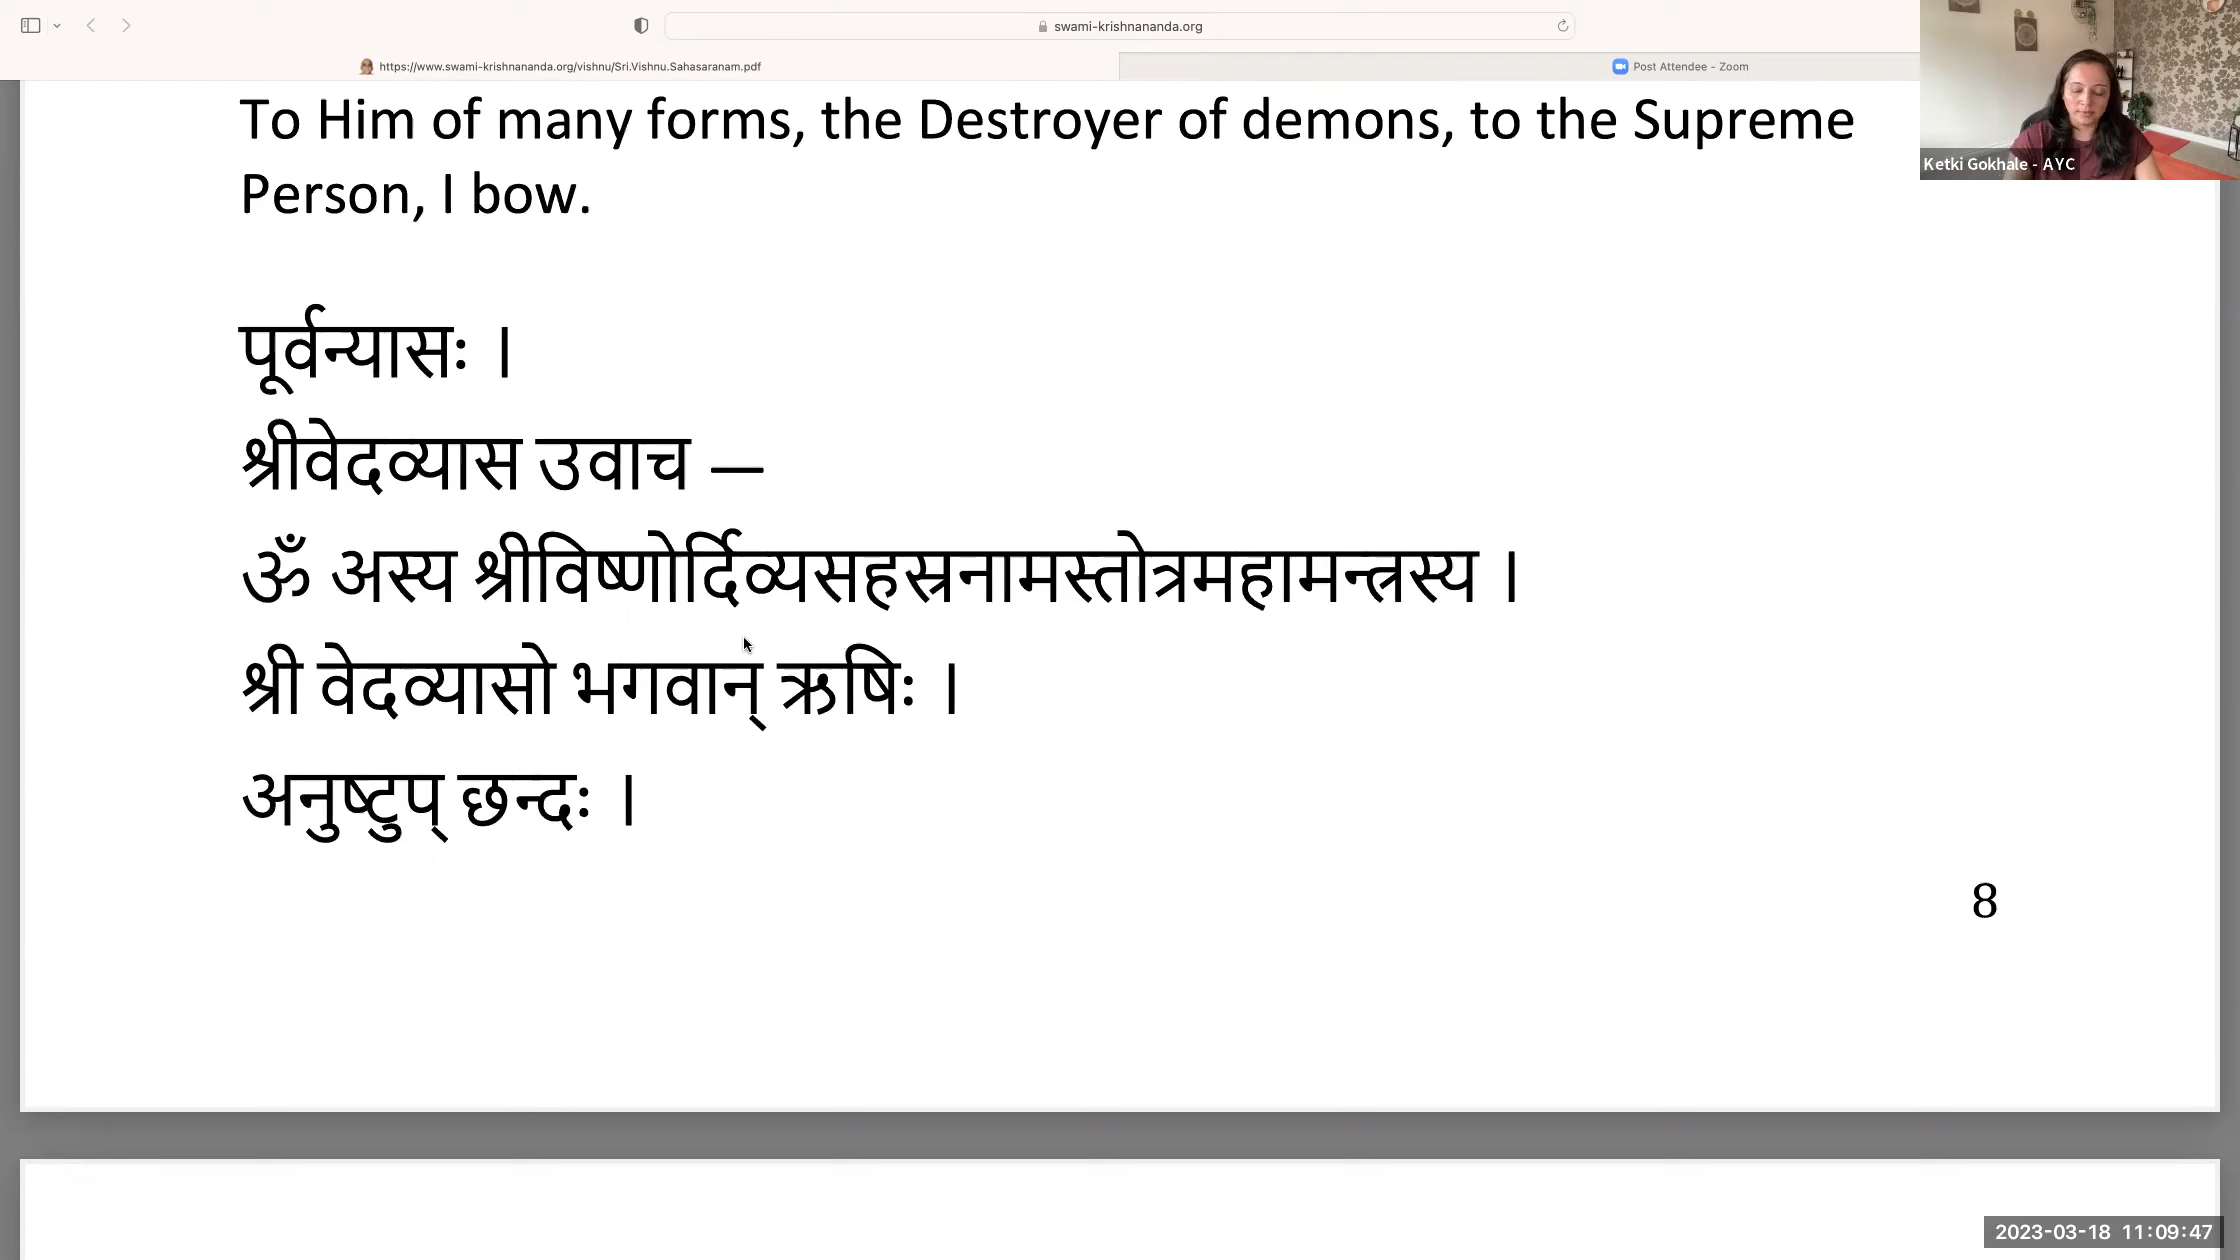 swami-krishnananda.org
https://www.swami-krishnananda.org/vishnu/Sri.Vishnu.Sahasaranam.pdf
Post Attendee - Zoom
Ketki Gokhale - AYC
To Him of many forms, the Destroyer of demons, to the Supreme
Person, I bow.
पूर्वन्यासः ।
श्रीवेदव्यास उवाच —
ॐ अस्य श्रीविष्णोर्दिव्यसहस्रनामस्तोत्रमहामन्त्रस्य ।
श्री वेदव्यासो भगवान् ऋषिः ।
अनुष्टुप् छन्दः ।
8
2023-03-18 11:09:47